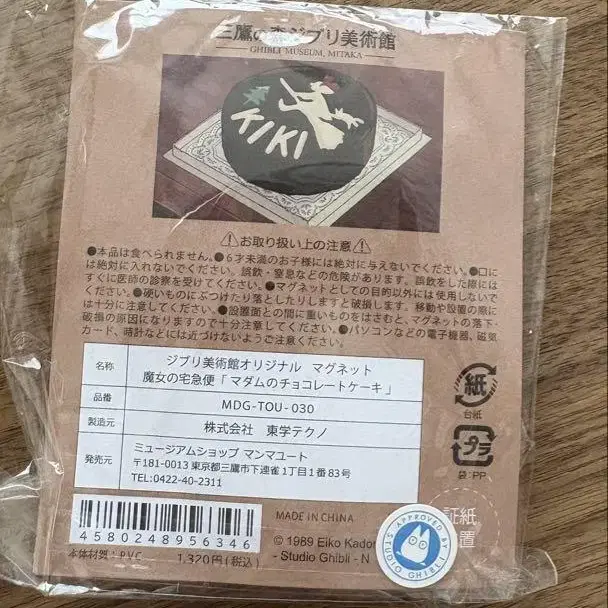 三鷹の森ジブリ美術館
GHIBLI MUSEUM, MITAKA
KIKI
⚠お取り扱い上の注意⚠
●本品は食べられません。●6才未満のお子様には絶対に与えないでください。●口に
は絶対に入れないでください。誤飲・窒息などの危険があります。誤飲をした際には
すぐに医師の診察を受けてください。●マグネットとしての目的以外には使用しないで
ください。●硬いものにぶつけたり落としたりしますと破損します。移動や設置の際に
は十分に注意してください。●設置面との間に重いものをはさむと、マグネットの落下・
破損の原因になりますので十分注意してください。●パソコンなどの電子機器、磁気
カード、時計などには近づけないようご注意ください。
名称 ジブリ美術館オリジナル マグネット
魔女の宅急便「 マダムのチョコレートケーキ 」
品番 MDG-TOU-030
製造元 株式会社 東学テクノ
発売元 ミュージアムショップ マンマユート
〒181-0013 東京都三鷹市下連雀1丁目1番83号
TEL:0422-40-2311
紙
台紙
プラ
袋:PP
4580248956346
MADE IN CHINA
© 1989 Eiko Kadon
- Studio Ghibli - N
本体材質:PVC 1,320円(税込)
証紙
置
APPROVED BY
STUDIO GHIBLI